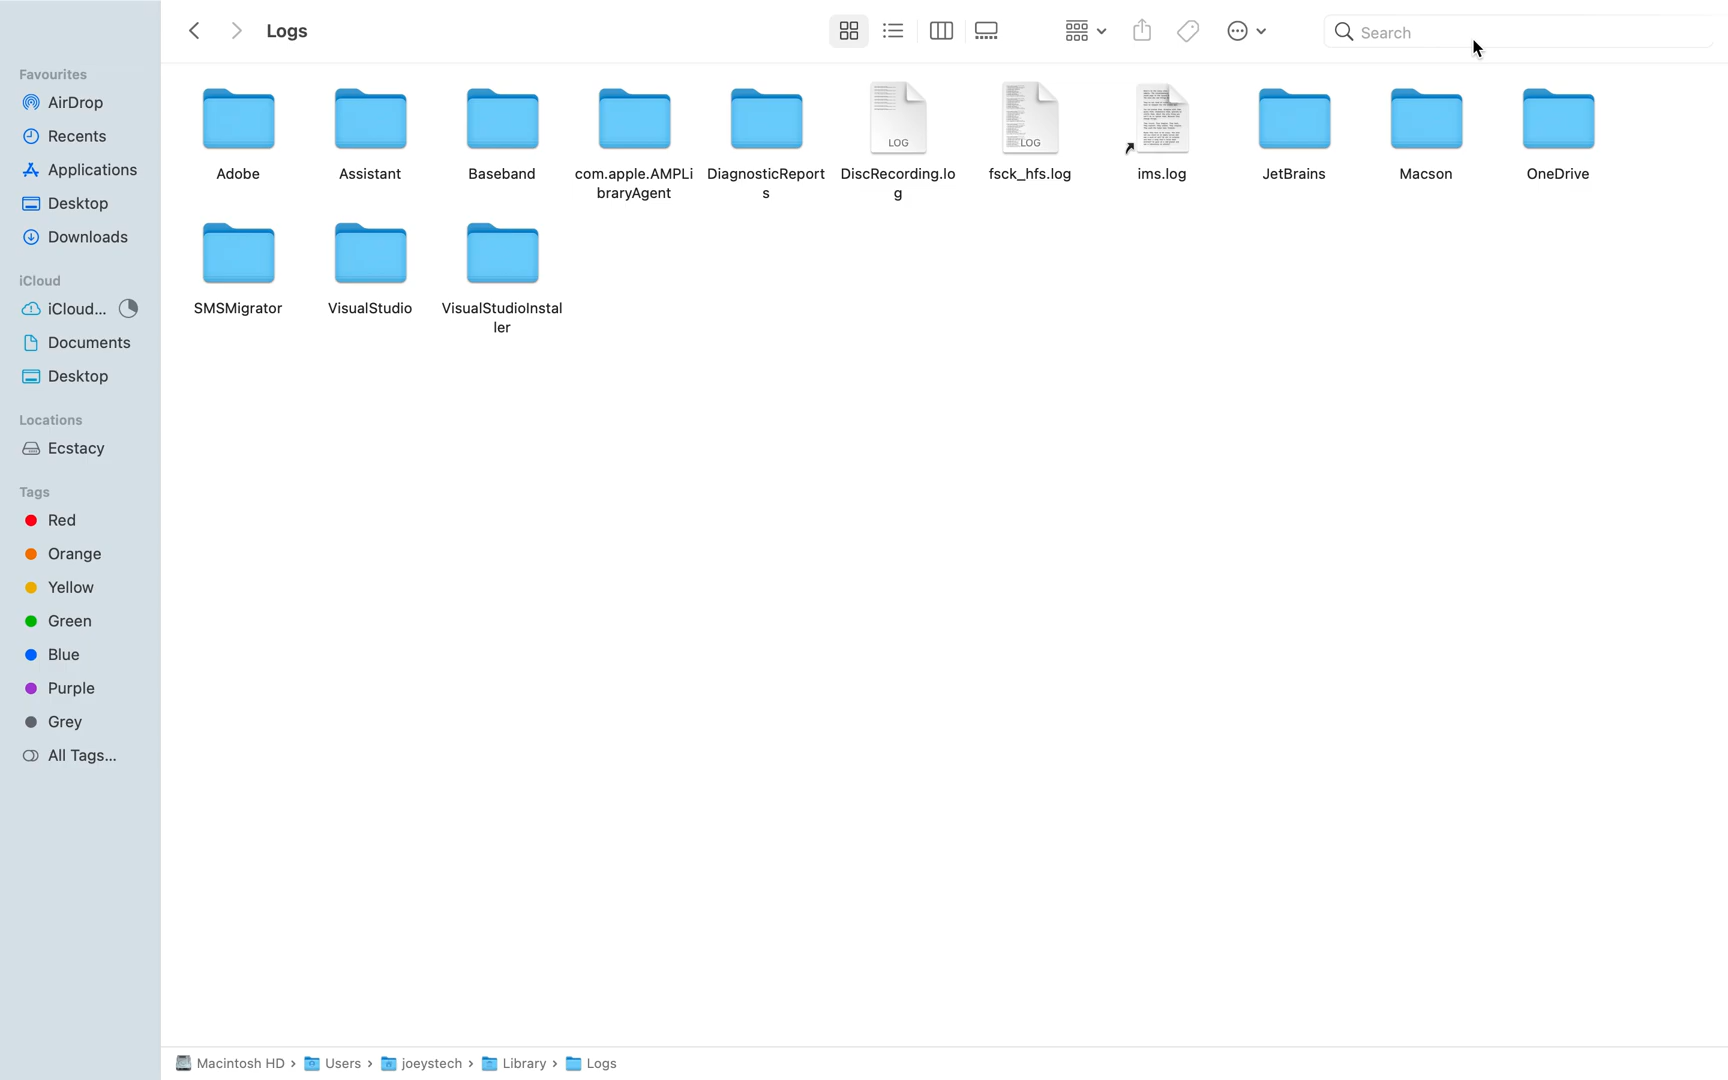 Logs
Search
Favourites
AirDrop
Recents
Applications
Desktop
Downloads
iCloud
iCloud...
Documents
Desktop
Locations
Ecstacy
Tags
Red
Orange
Yellow
Green
Blue
Purple
Grey
All Tags...
Adobe
Assistant
Baseband
com.apple.AMPLi
braryAgent
DiagnosticReport
s
LOG
DiscRecording.lo
g
LOG
fsck_hfs.log
ims.log
JetBrains
Macson
OneDrive
SMSMigrator
VisualStudio
VisualStudioInstal
ler
Macintosh HD › Users › joeystech › Library › Logs